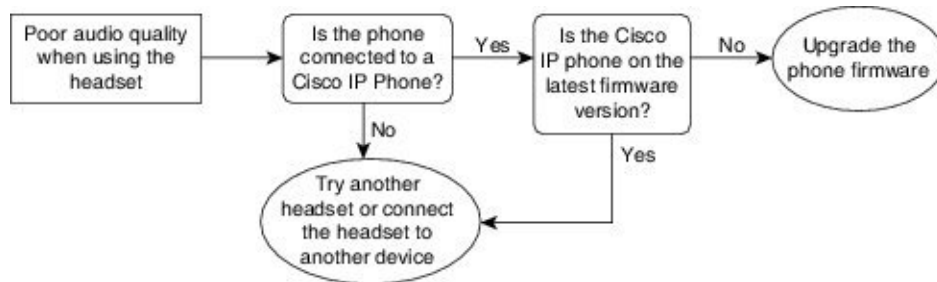 Poor audio quality
when using the
headset
Is the phone
connected to a
Cisco IP Phone?
Yes
Is the Cisco
IP phone on the
latest firmware
version?
No
Upgrade the
phone firmware
No
Yes
Try another
headset or connect
the headset to
another device